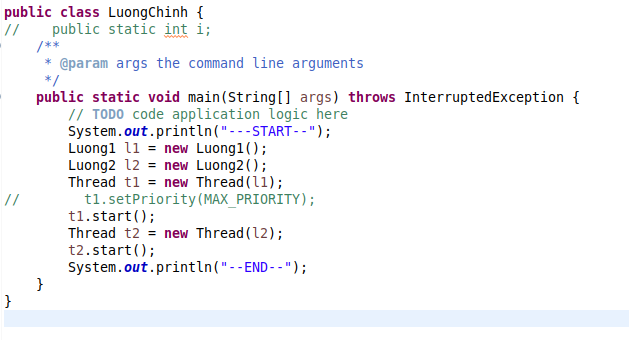 public class LuongChinh {
//    public static int i;
    /**
     * @param args the command line arguments
     */
    public static void main(String[] args) throws InterruptedException {
        // TODO code application logic here
        System.out.println("---START--");
        Luong1 l1 = new Luong1();
        Luong2 l2 = new Luong2();
        Thread t1 = new Thread(l1);
//        t1.setPriority(MAX_PRIORITY);
        t1.start();
        Thread t2 = new Thread(l2);
        t2.start();
        System.out.println("--END--");
    }
}